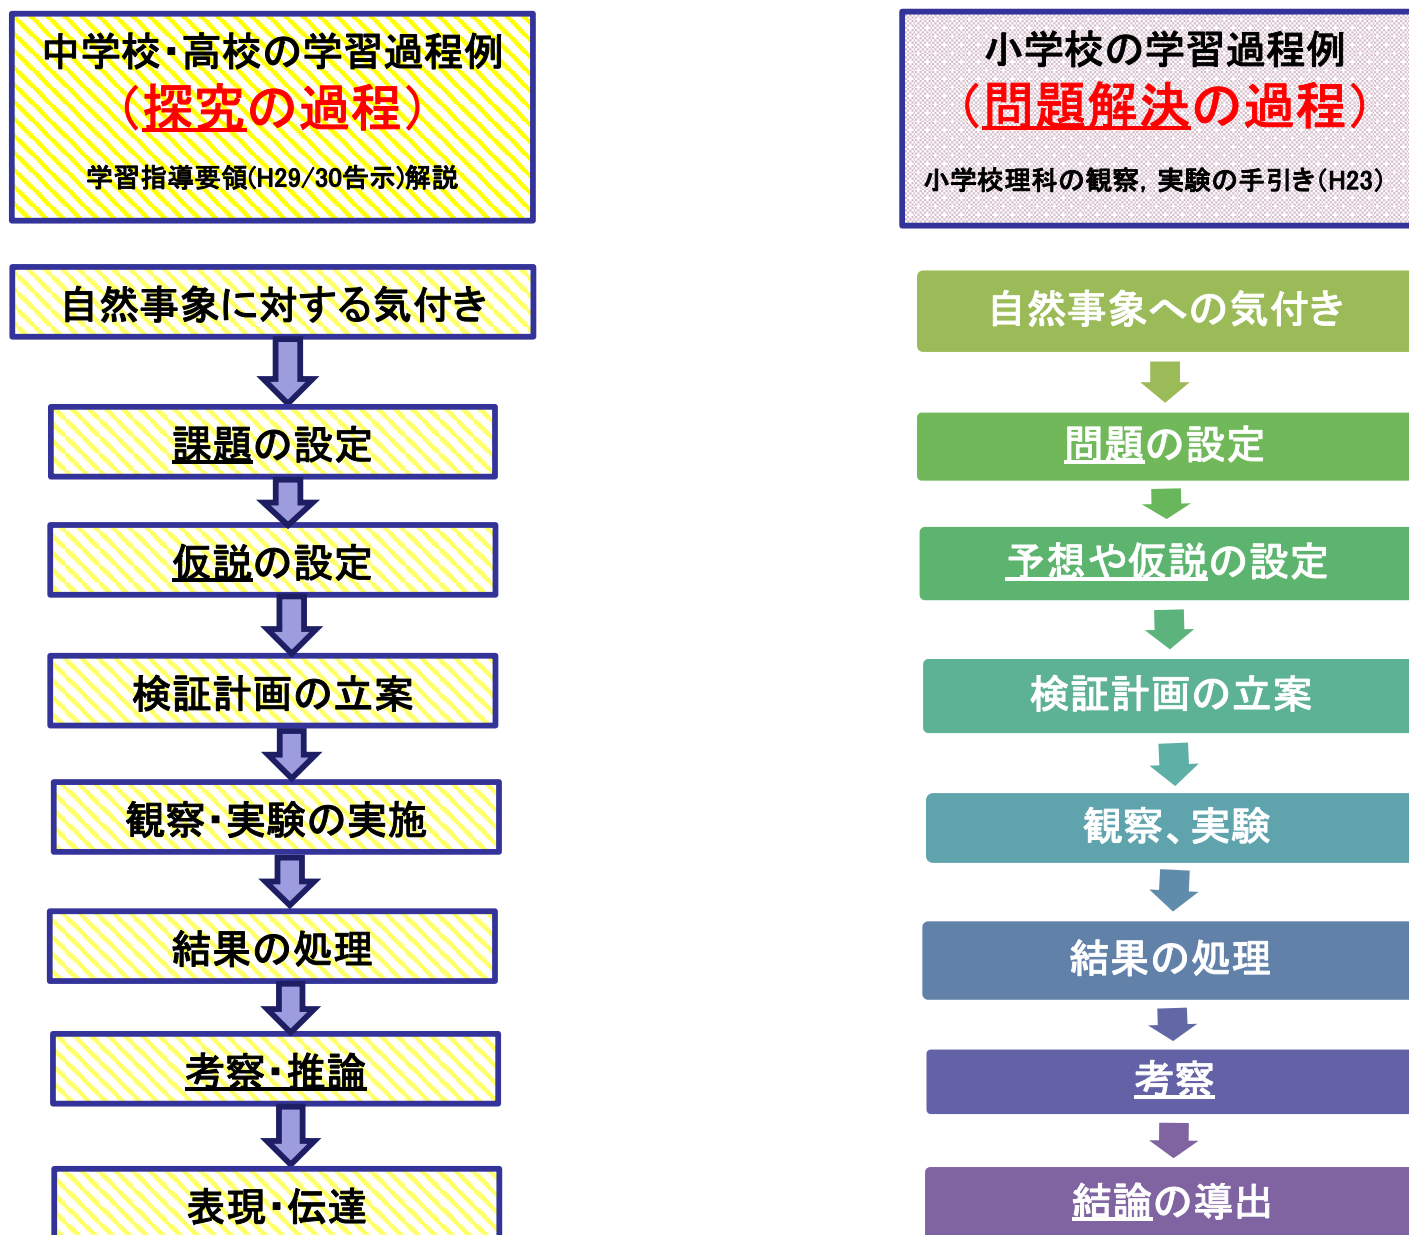 中学校・高校の学習過程例
（探究の過程）
学習指導要領(H29/30告示)解説
自然事象に対する気付き
課題の設定
仮説の設定
検証計画の立案
観察・実験の実施
結果の処理
考察・推論
表現・伝達
小学校の学習過程例
（問題解決の過程）
小学校理科の観察，実験の手引き(H23)
自然事象への気付き
問題の設定
予想や仮説の設定
検証計画の立案
観察、実験
結果の処理
考察
結論の導出